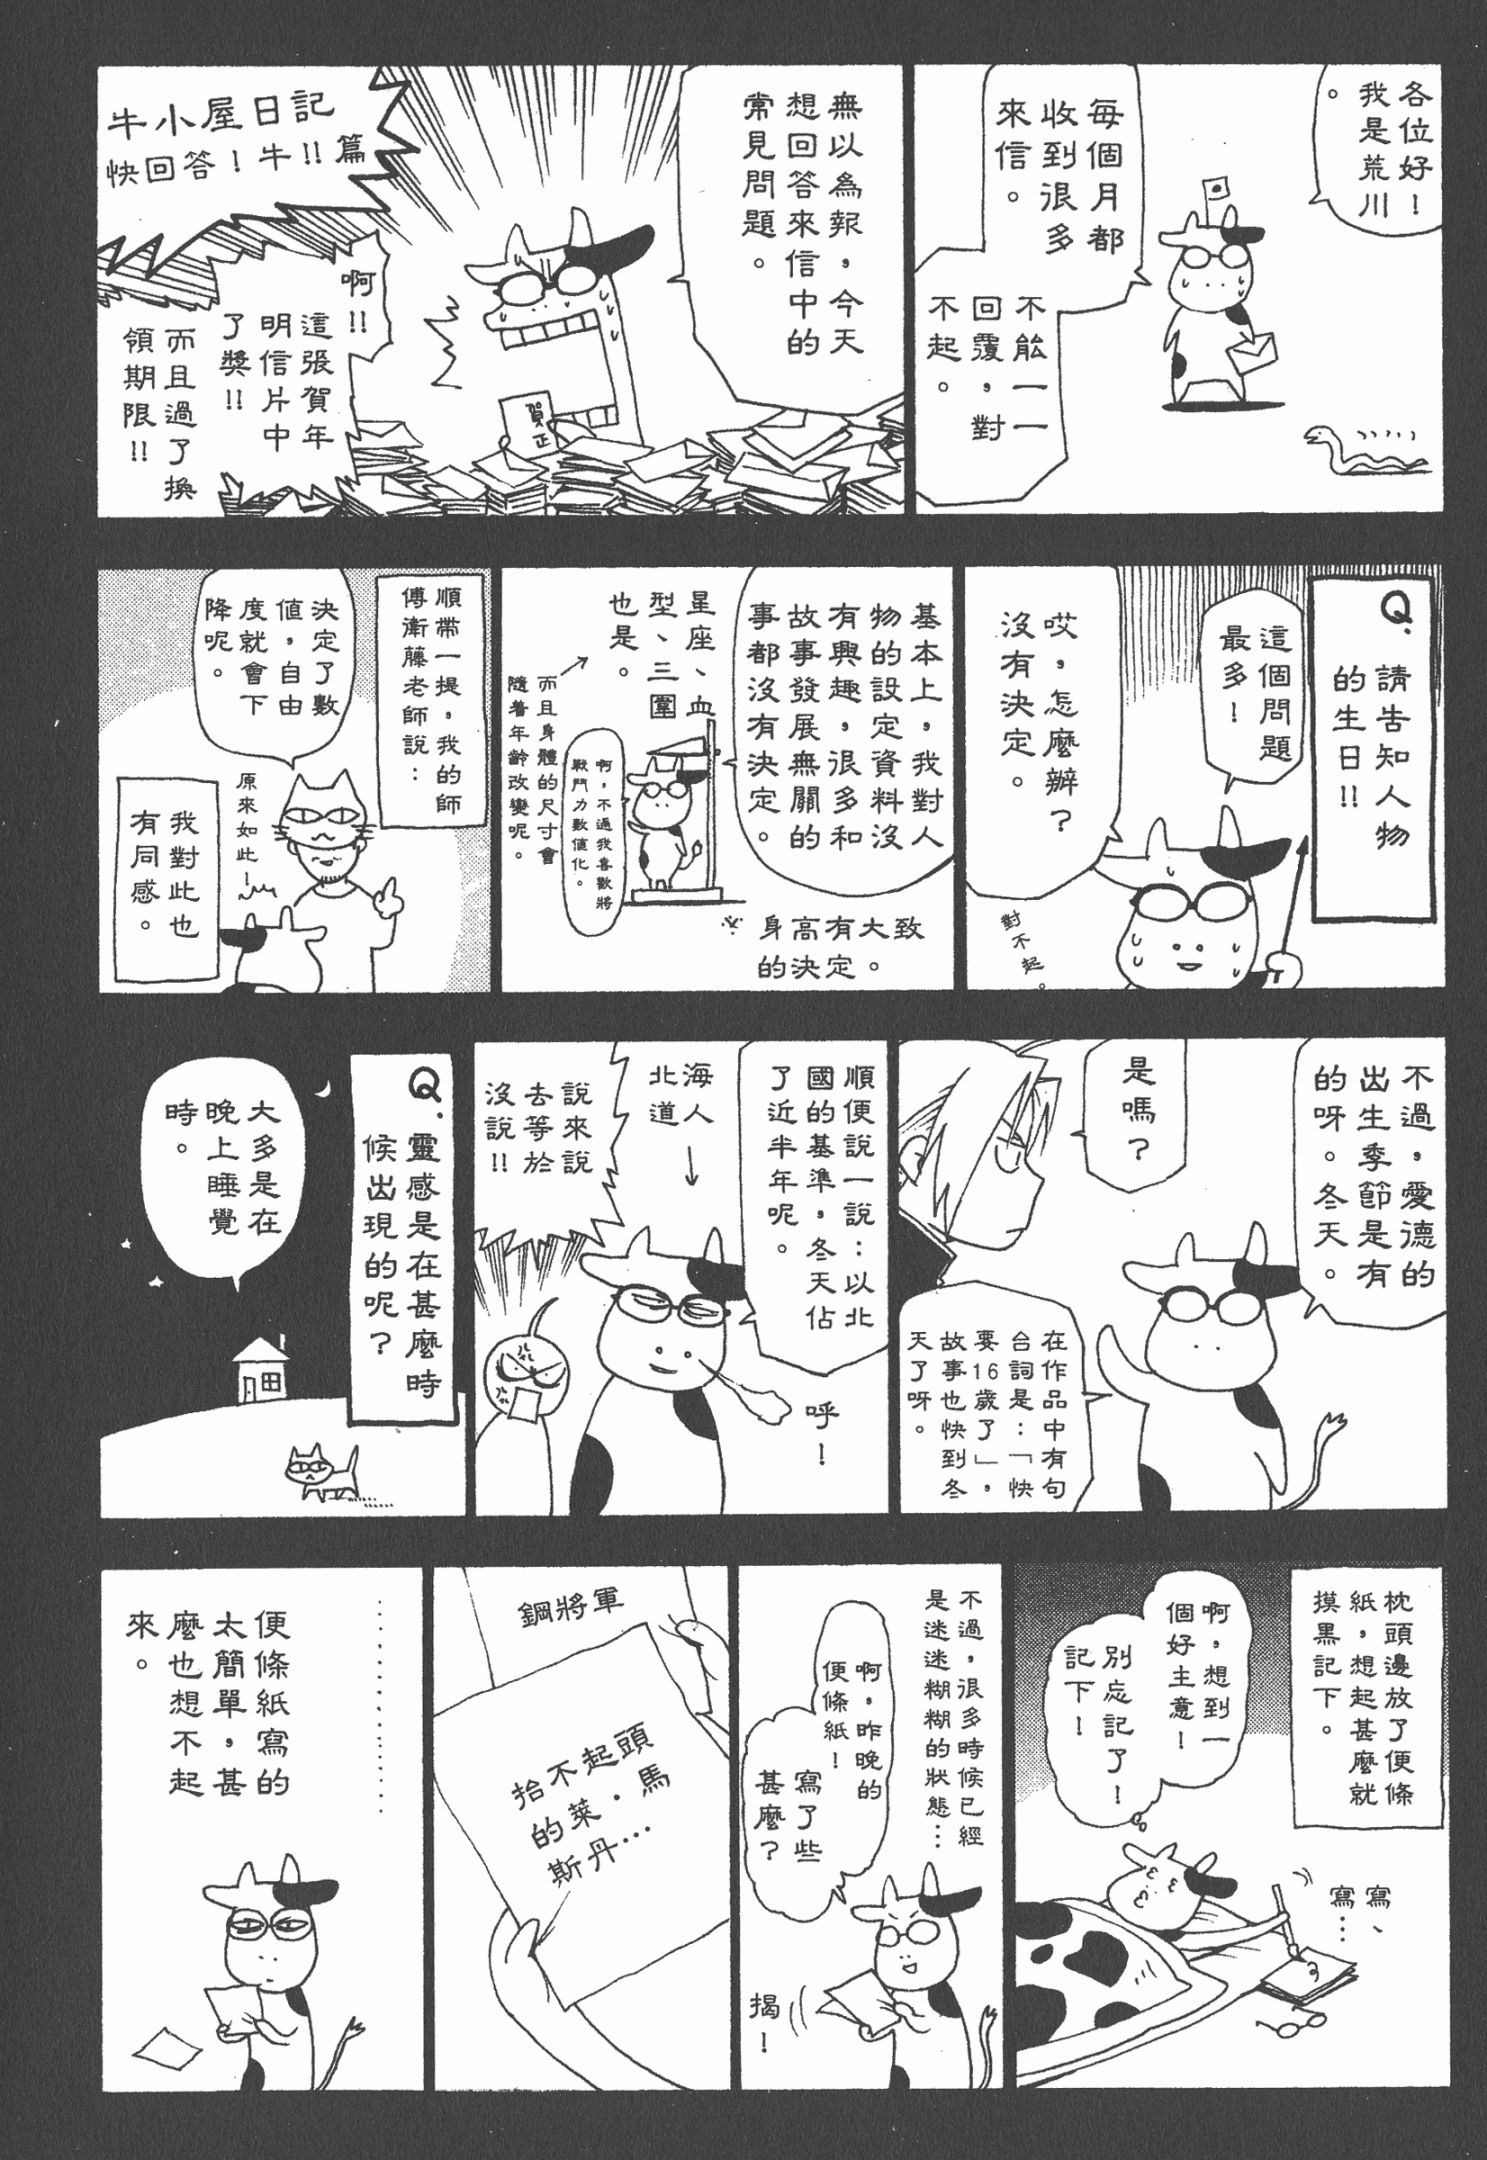 各位好！
我是荒川
。
每個月都
收到很多
來信。
不能一一
回覆，對
不起。
無以為報，今天
想回答來信中的
常見問題。
牛小屋日記
快回答！牛!!篇
賀正
啊!!
這張賀年
明信片中
了獎!!
而且過了換
領期限!!
Q.請告知人物
的生日!!
這個問題
最多！
哎，怎麼辦？
沒有決定。
對不起。
基本上，我對人
物的設定資料沒
有興趣，很多和
故事發展無關的
事都沒有決定。
星座、血
型、三圍
也是。
而且身體的尺寸會
隨着年齡改變呢。
啊，不過我喜歡將
戰鬥力數值化。
※身高有大致
的決定。
順帶一提，我的師
傅衛藤老師說：
決定了數
值，自由
度就會下
降呢。
原來如此！
我對此也
有同感。
不過，愛德的
出生季節是有
的呀。冬天。
是嗎？
在作品中有句
台詞是：「快
要16歲了」，
故事也快到冬
天了呀。
順便說一說：以北
國的基準，冬天佔
了近半年呢。
北海
道人
呼！
說來說
去等於
沒說!!
Q.靈感是在甚麼時
候出現的呢？
大多是在
晚上睡覺
時。
枕頭邊放了便條
紙，想起甚麼就
摸黑記下。
啊，想到一
個好主意！
別忘記了！
記下！
寫、
寫…
不過，很多時候已經
是迷迷糊糊的狀態…
啊，昨晚的
便條紙！
寫了些
甚麼？
揭！
鋼將軍
抬不起頭
的萊・馬
斯丹…
…………………
便條紙寫的
太簡單，甚
麼也想不起
來。